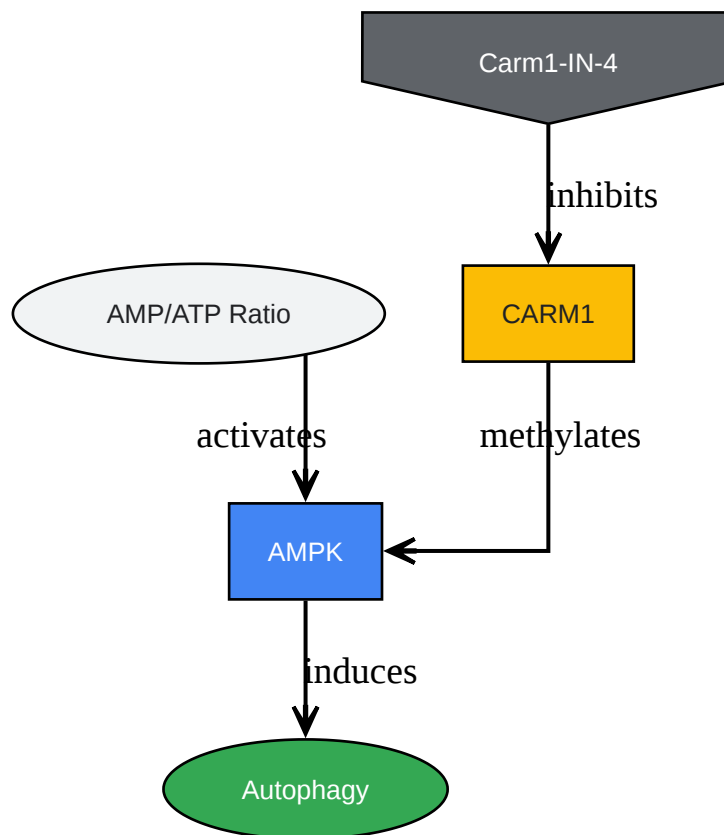 Carm1-IN-4
inhibits
AMP/ATP Ratio
CARM1
activates
methylates
AMPK
induces
Autophagy